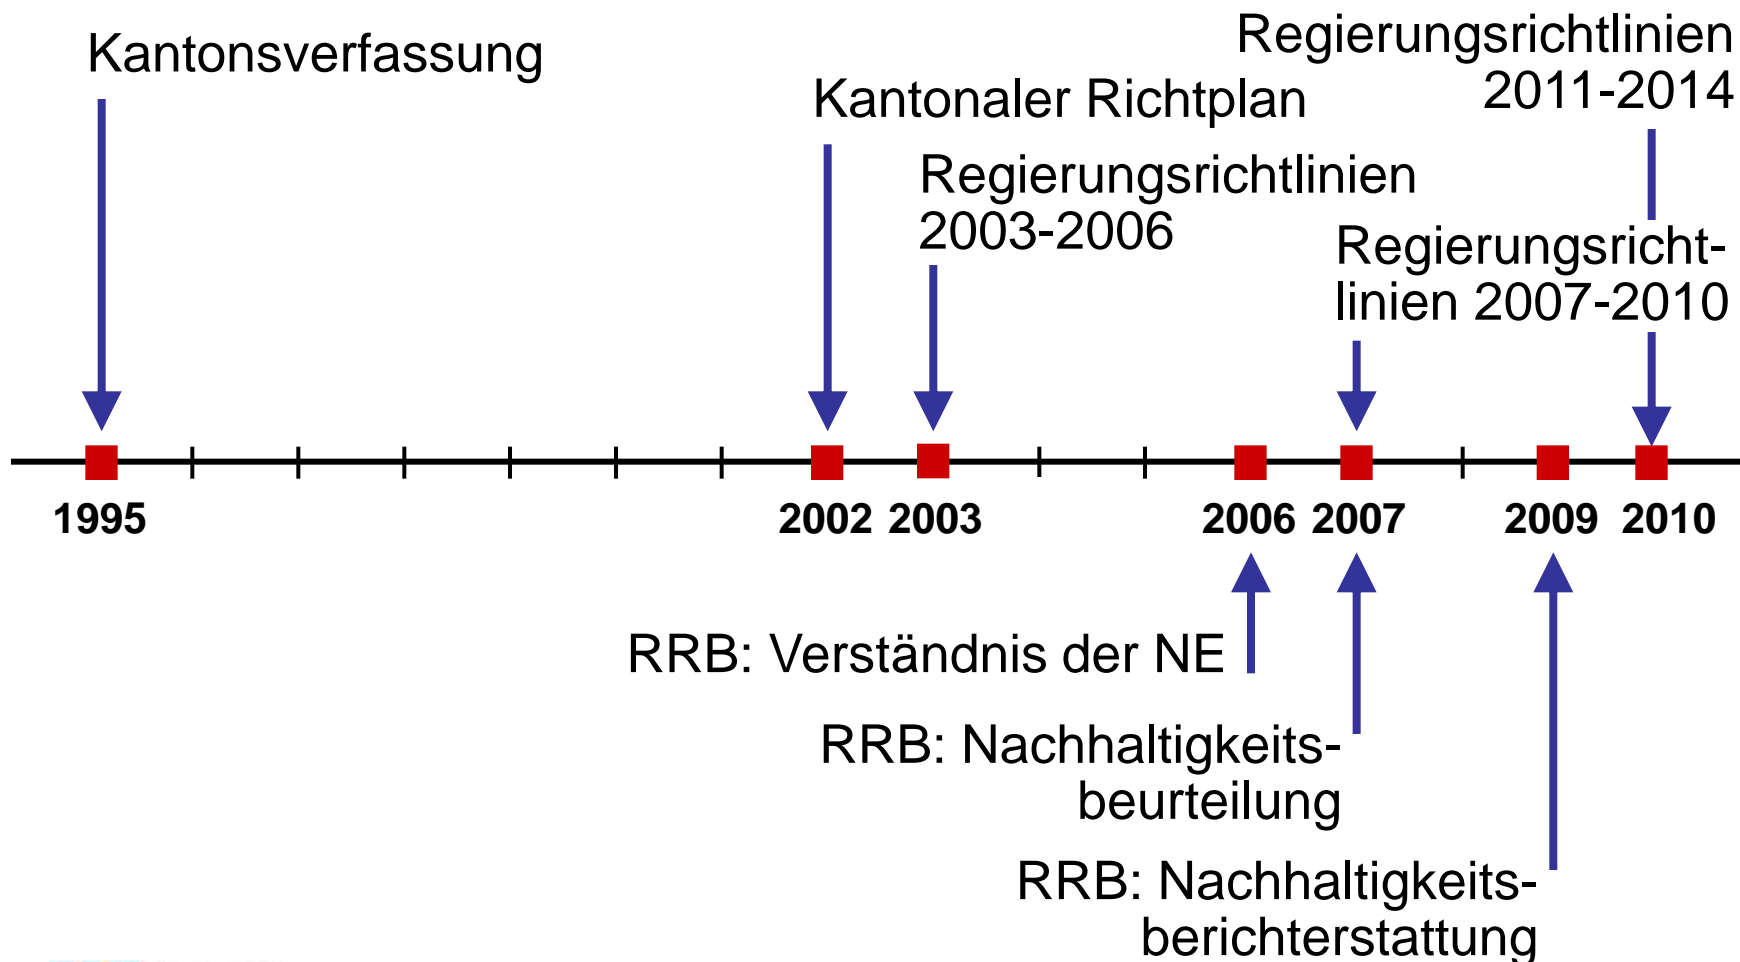 Kantonsverfassung
Kantonaler Richtplan
Regierungsrichtlinien
2003-2006
Regierungsrichtlinien
2011-2014
Regierungsricht-
linien 2007-2010
1995
2002
2003
2006
2007
2009
2010
RRB: Verständnis der NE
RRB: Nachhaltigkeits-
beurteilung
RRB: Nachhaltigkeits-
berichterstattung